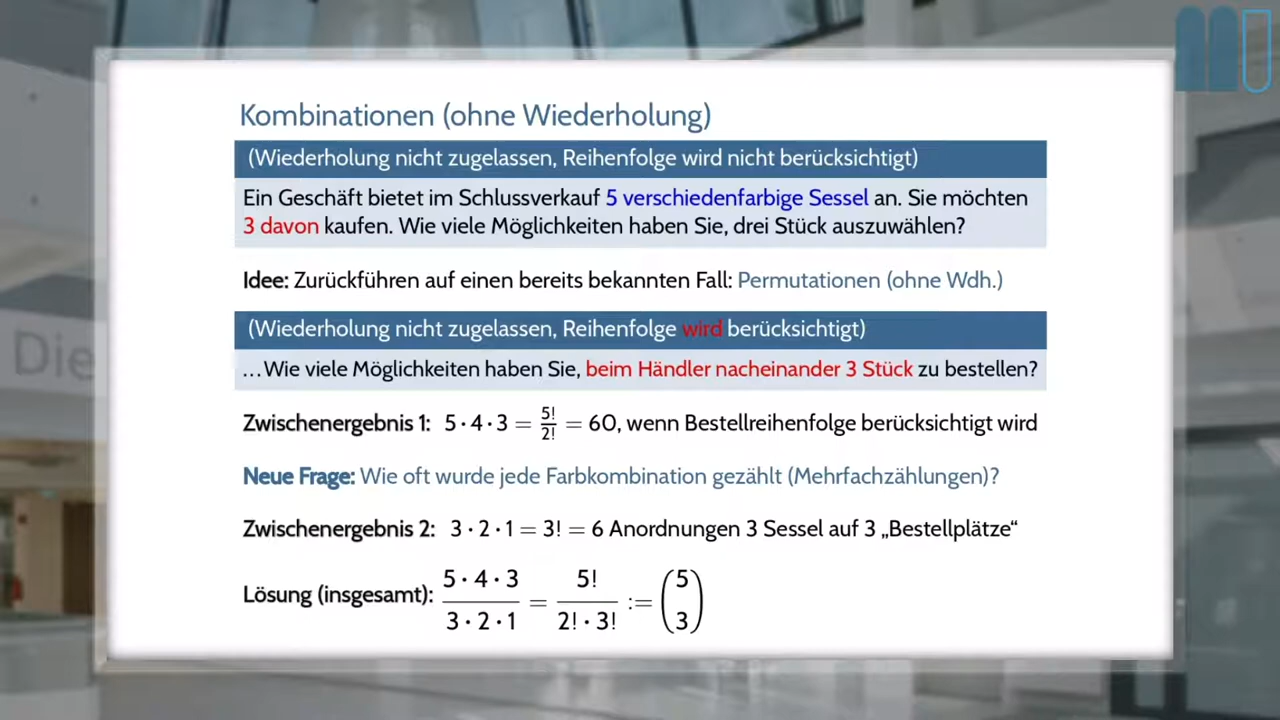 Kombinationen (ohne Wiederholung)
(Wiederholung nicht zugelassen, Reihenfolge wird nicht berücksichtigt)
Ein Geschäft bietet im Schlussverkauf 5 verschiedenfarbige Sessel an. Sie möchten
3 davon kaufen. Wie viele Möglichkeiten haben Sie, drei Stück auszuwählen?
Idee: Zurückführen auf einen bereits bekannten Fall: Permutationen (ohne Wdh.)
(Wiederholung nicht zugelassen, Reihenfolge wird berücksichtigt)
Die
...Wie viele Möglichkeiten haben Sie, beim Händler nacheinander 3 Stück zu bestellen?
Zwischenergebnis 1: 5 · 4 · 3 = 5!/2! = 60, wenn Bestellreihenfolge berücksichtigt wird
Neue Frage: Wie oft wurde jede Farbkombination gezählt (Mehrfachzählungen)?
Zwischenergebnis 2: 3 · 2 · 1 = 3! = 6 Anordnungen 3 Sessel auf 3 „Bestellplätze“
Lösung (insgesamt): (5 · 4 · 3)/(3 · 2 · 1) = 5!/(2! · 3!) := (5 3)